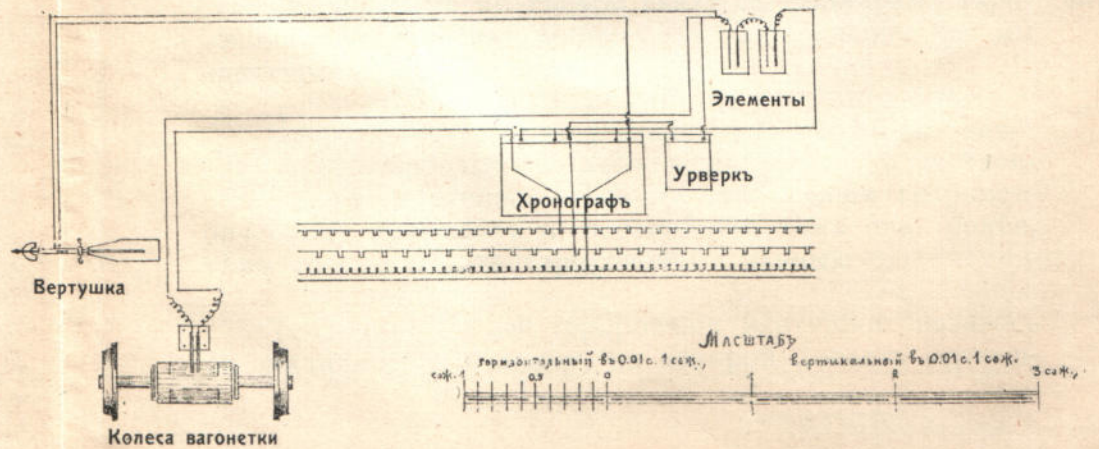 Элементы
Урверкъ
Хронографъ
Вертушка
Масштабъ
горизонтальный въ 0.01 с. 1 саж., вертикальный въ 0.01 с. 1 саж.
саж. 1 0,5 0 1 2 3 саж.,
Колеса вагонетки